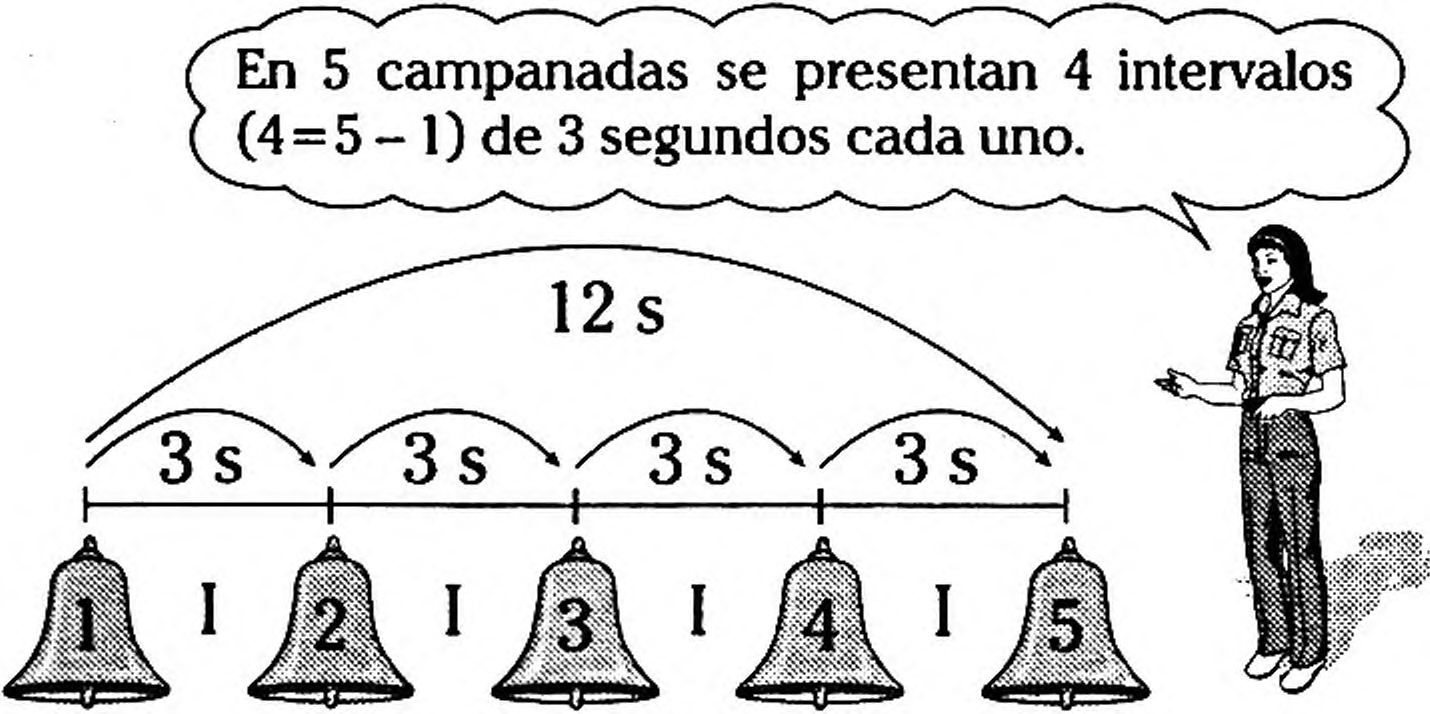 En 5 campanadas se presentan 4 intervalos
(4=5 – 1) de 3 segundos cada uno.
12 s
3 s 3 s 3 s 3 s
1 I 2 I 3 I 4 I 5